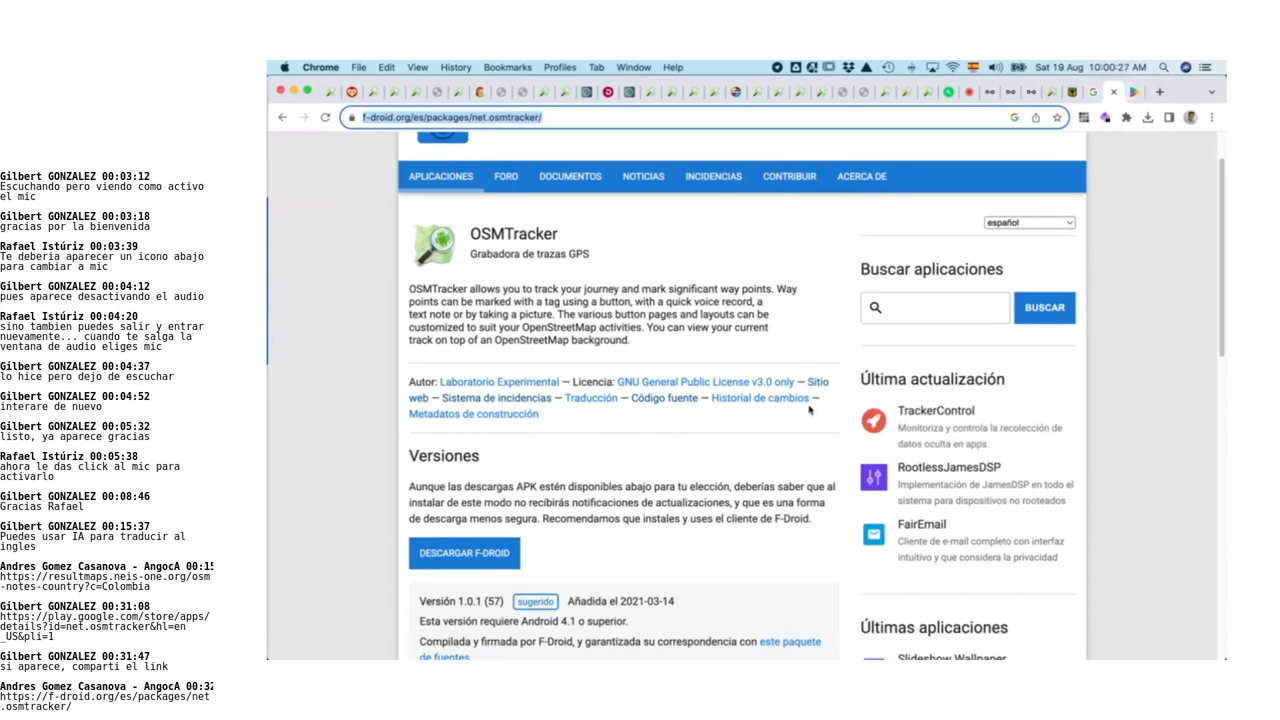 Gilbert GONZALEZ 00:03:12
Escuchando pero viendo como activo
el mic
Gilbert GONZALEZ 00:03:18
gracias por la bienvenida
Rafael Istúriz 00:03:39
Te deberia aparecer un icono abajo
para cambiar a mic
Gilbert GONZALEZ 00:04:12
pues aparece desactivando el audio
Rafael Istúriz 00:04:20
sino tambien puedes salir y entrar
nuevamente... cuando te salga la
ventana de audio eliges mic
Gilbert GONZALEZ 00:04:37
lo hice pero dejo de escuchar
Gilbert GONZALEZ 00:04:52
interare de nuevo
Gilbert GONZALEZ 00:05:32
listo, ya aparece gracias
Rafael Istúriz 00:05:38
ahora le das click al mic para
activarlo
Gilbert GONZALEZ 00:08:46
Gracias Rafael
Gilbert GONZALEZ 00:15:37
Puedes usar IA para traducir al
ingles
Andres Gomez Casanova - AngocA 00:15
https://resultmaps.neis-one.org/osm
-notes-country?c=Colombia
Gilbert GONZALEZ 00:31:08
https://play.google.com/store/apps/
details?id=net.osmtracker&hl=en
_US&pli=1
Gilbert GONZALEZ 00:31:47
si aparece, comparti el link
Andres Gomez Casanova - AngocA 00:32
https://f-droid.org/es/packages/net
.osmtracker/
Chrome File Edit View History Bookmarks Profiles Tab Window Help Sat 19 Aug 10:00:27 AM
f-droid.org/es/packages/net.osmtracker/
APLICACIONES FORO DOCUMENTOS NOTICIAS INCIDENCIAS CONTRIBUIR ACERCA DE
español
OSMTracker
Grabadora de trazas GPS
OSMTracker allows you to track your journey and mark significant way points. Way
points can be marked with a tag using a button, with a quick voice record, a
text note or by taking a picture. The various button pages and layouts can be
customized to suit your OpenStreetMap activities. You can view your current
track on top of an OpenStreetMap background.
Autor: Laboratorio Experimental — Licencia: GNU General Public License v3.0 only — Sitio
web — Sistema de incidencias — Traducción — Código fuente — Historial de cambios —
Metadatos de construcción
Versiones
Aunque las descargas APK estén disponibles abajo para tu elección, deberías saber que al
instalar de este modo no recibirás notificaciones de actualizaciones, y que es una forma
de descarga menos segura. Recomendamos que instales y uses el cliente de F-Droid.
DESCARGAR F-DROID
Versión 1.0.1 (57) sugerido Añadida el 2021-03-14
Esta versión requiere Android 4.1 o superior.
Compilada y firmada por F-Droid, y garantizada su correspondencia con este paquete
de fuentes.
Buscar aplicaciones
BUSCAR
Última actualización
TrackerControl
Monitoriza y controla la recolección de
datos oculta en apps.
RootlessJamesDSP
Implementación de JamesDSP en todo el
sistema para dispositivos no rooteados
FairEmail
Cliente de e-mail completo con interfaz
intuitivo y que considera la privacidad
Últimas aplicaciones
Slideshow Wallpaper